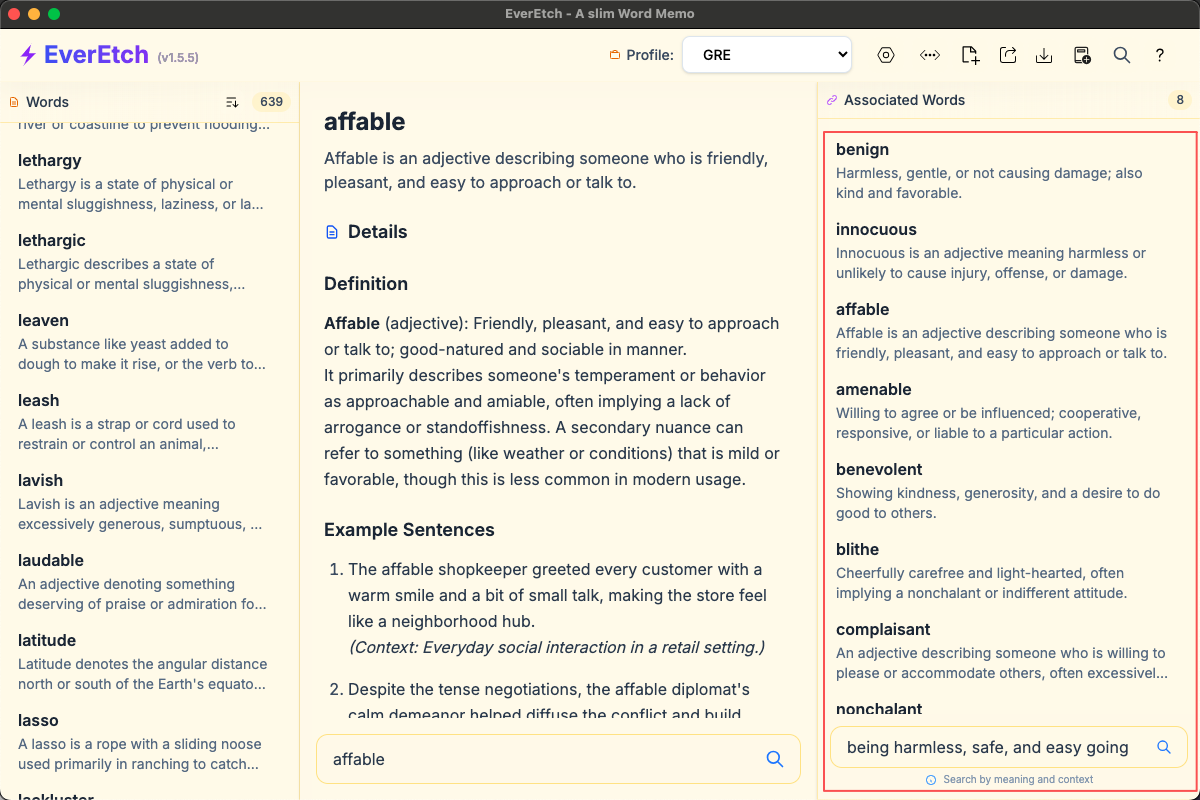 EverEtch - A slim Word Memo
EverEtch (v1.5.5)
Profile: GRE
?
Words 639
river or coastline to prevent flooding...
lethargy
Lethargy is a state of physical or
mental sluggishness, laziness, or la...
lethargic
Lethargic describes a state of
physical or mental sluggishness,...
leaven
A substance like yeast added to
dough to make it rise, or the verb to...
leash
A leash is a strap or cord used to
restrain or control an animal,...
lavish
Lavish is an adjective meaning
excessively generous, sumptuous, ...
laudable
An adjective denoting something
deserving of praise or admiration fo...
latitude
Latitude denotes the angular distance
north or south of the Earth's equato...
lasso
A lasso is a rope with a sliding noose
used primarily in ranching to catch...
lackluster
affable
Affable is an adjective describing someone who is friendly,
pleasant, and easy to approach or talk to.
Details
Definition
Affable (adjective): Friendly, pleasant, and easy to approach
or talk to; good-natured and sociable in manner.
It primarily describes someone's temperament or behavior
as approachable and amiable, often implying a lack of
arrogance or standoffishness. A secondary nuance can
refer to something (like weather or conditions) that is mild or
favorable, though this is less common in modern usage.
Example Sentences
1. The affable shopkeeper greeted every customer with a
warm smile and a bit of small talk, making the store feel
like a neighborhood hub.
(Context: Everyday social interaction in a retail setting.)
2. Despite the tense negotiations, the affable diplomat's
calm demeanor helped diffuse the conflict and build
affable
Associated Words 8
benign
Harmless, gentle, or not causing damage; also
kind and favorable.
innocuous
Innocuous is an adjective meaning harmless or
unlikely to cause injury, offense, or damage.
affable
Affable is an adjective describing someone who is
friendly, pleasant, and easy to approach or talk to.
amenable
Willing to agree or be influenced; cooperative,
responsive, or liable to a particular action.
benevolent
Showing kindness, generosity, and a desire to do
good to others.
blithe
Cheerfully carefree and light-hearted, often
implying a nonchalant or indifferent attitude.
complaisant
An adjective describing someone who is willing to
please or accommodate others, often excessivel...
nonchalant
being harmless, safe, and easy going
Search by meaning and context